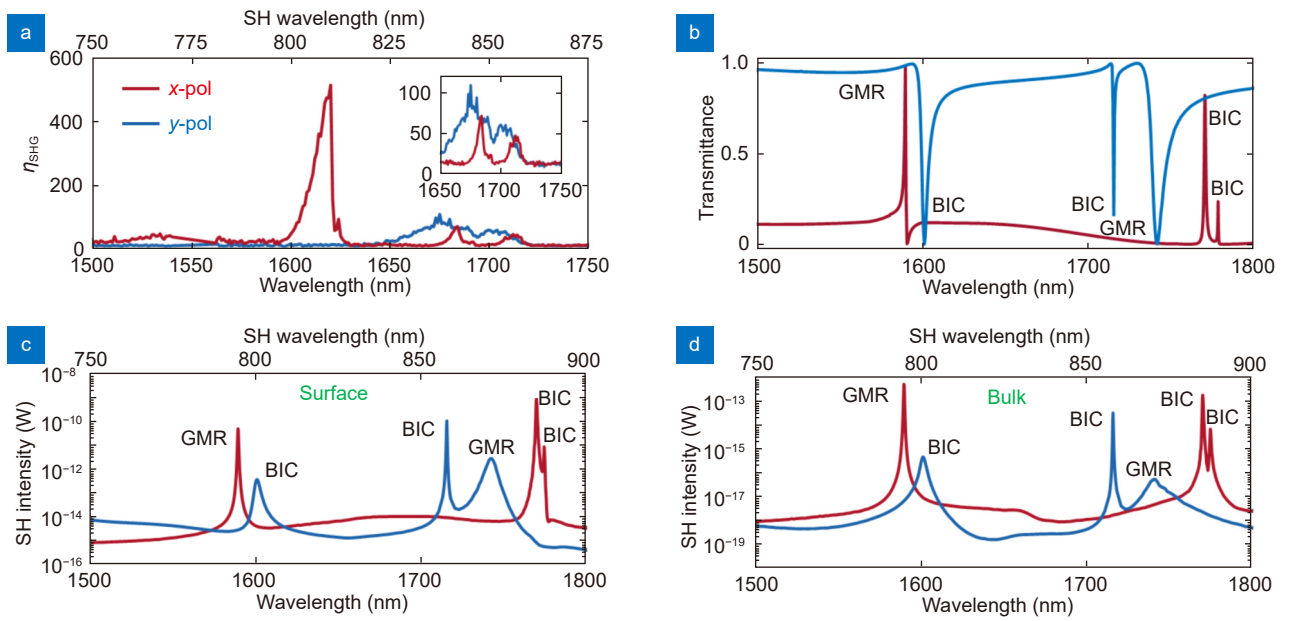 a
SH wavelength (nm)
750 775 800 825 850 875
600
400
200
0
ηSHG
x-pol
y-pol
100
50
0
1650 1700 1750
1500 1550 1600 1650 1700 1750
Wavelength (nm)
b
1.0
0.5
0
Transmittance
GMR
BIC
BIC
GMR
BIC
BIC
1500 1600 1700 1800
Wavelength (nm)
c
SH wavelength (nm)
750 800 850 900
10⁻⁸
10⁻¹⁰
10⁻¹²
10⁻¹⁴
10⁻¹⁶
SH intensity (W)
Surface
GMR
BIC
BIC
GMR
BIC
BIC
1500 1600 1700 1800
Wavelength (nm)
d
SH wavelength (nm)
750 800 850 900
10⁻¹³
10⁻¹⁵
10⁻¹⁷
10⁻¹⁹
SH intensity (W)
Bulk
GMR
BIC
BIC
GMR
BIC
BIC
1500 1600 1700 1800
Wavelength (nm)